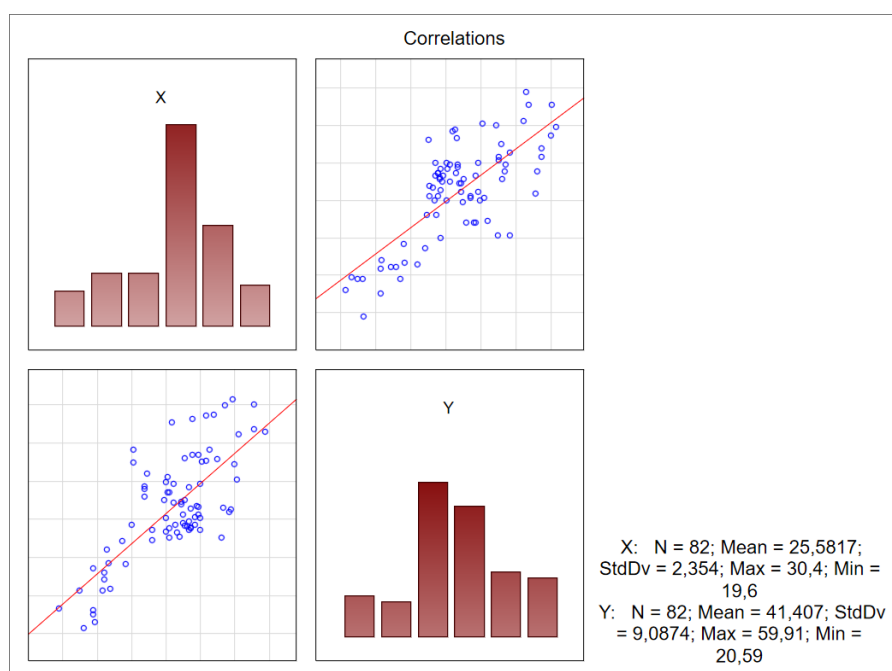 Correlations
X
Y
X:   N = 82; Mean = 25,5817;
StdDv = 2,354; Max = 30,4; Min =
19,6
Y:   N = 82; Mean = 41,407; StdDv
= 9,0874; Max = 59,91; Min =
20,59